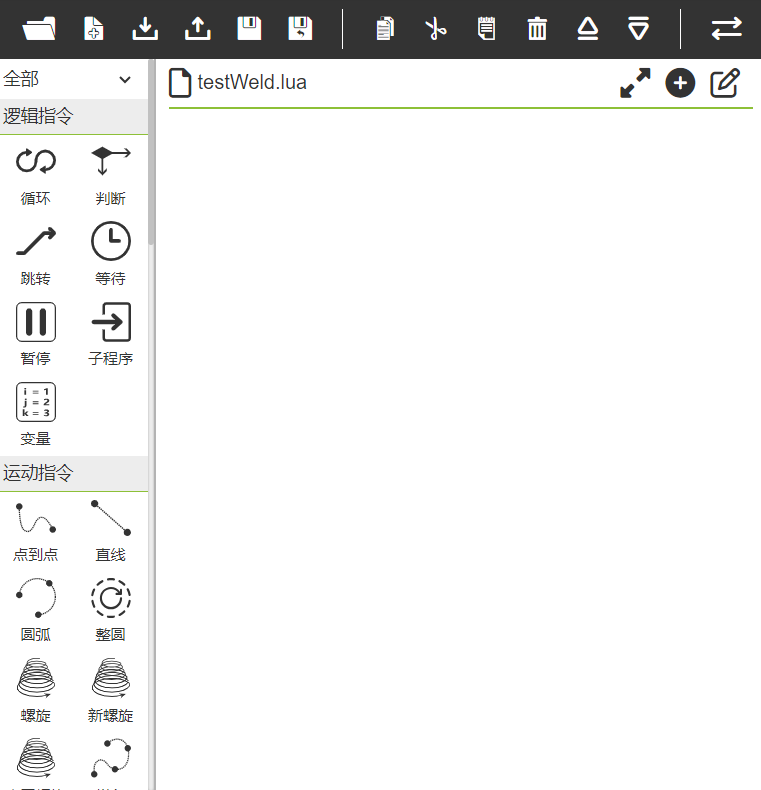 全部
testWeld.lua
逻辑指令
循环
判断
跳转
等待
暂停
子程序
i = 1
j = 2
k = 3
变量
运动指令
点到点
直线
圆弧
整圆
螺旋
新螺旋